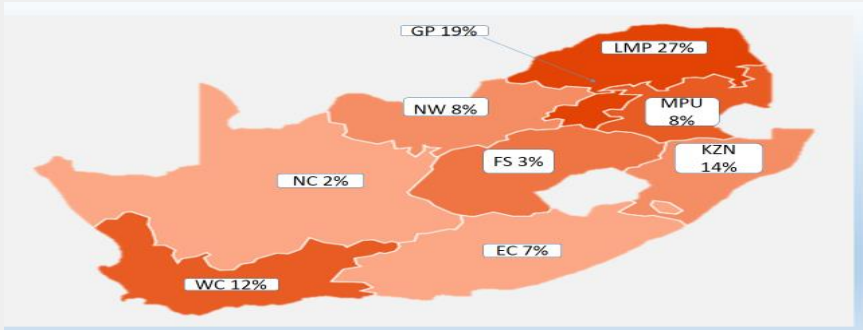 GP 19%
LMP 27%
NW 8%
MPU
8%
KZN
14%
FS 3%
NC 2%
EC 7%
WC 12%